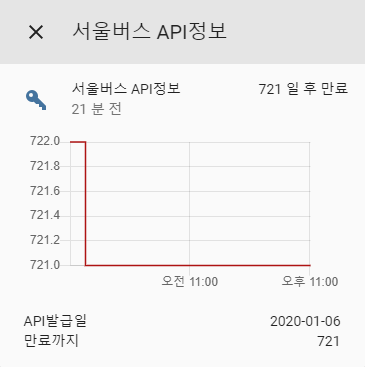 서울버스 API정보
서울버스 API정보 721 일 후 만료
21 분 전
722.0
721.8
721.6
721.4
721.2
721.0
오전 11:00 오후 11:00
API발급일 2020-01-06
만료까지 721